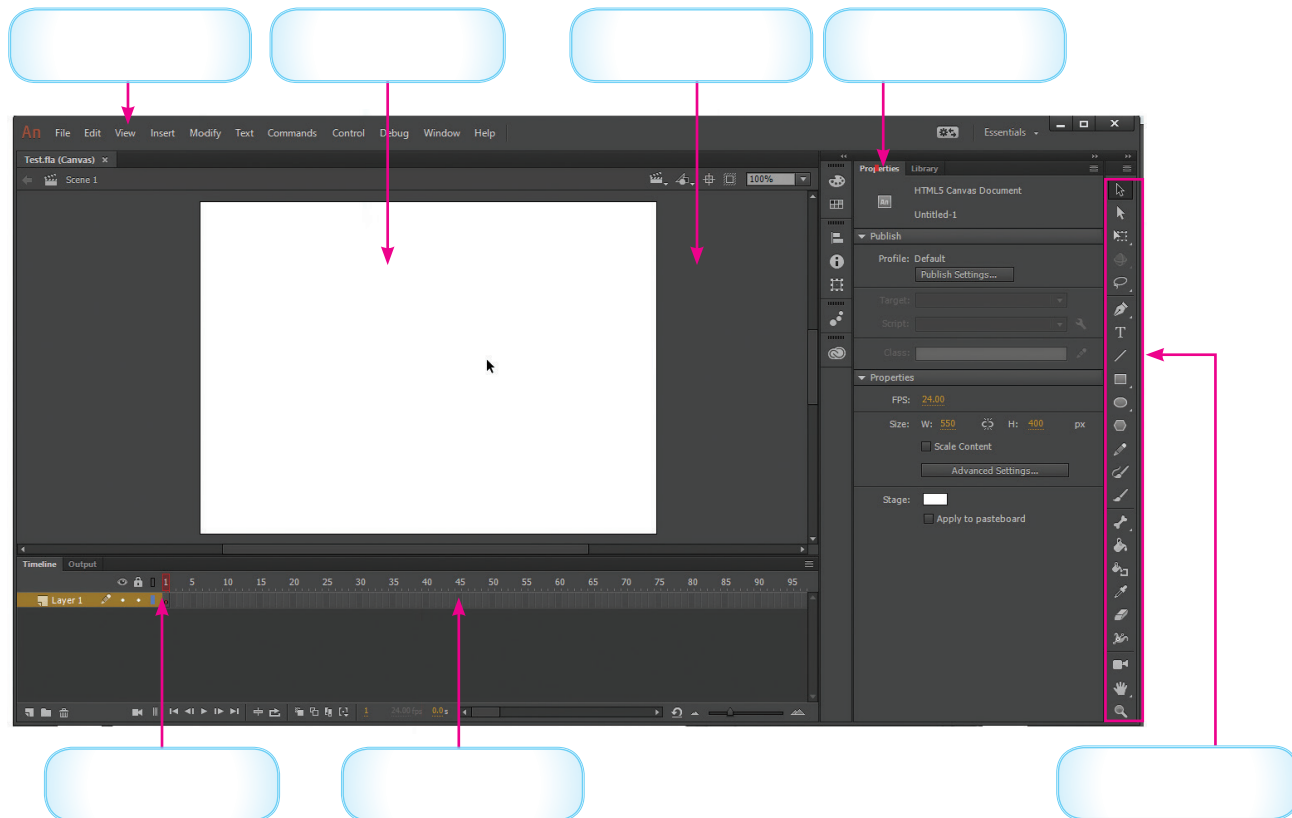 An File Edit View Insert Modify Text Commands Control Debug Window Help Essentials
Test.fla (Canvas) ×
Scene 1 100%
Properties Library
HTML5 Canvas Document
An
Untitled-1
Publish
Profile: Default
Publish Settings...
Target:
Script:
Class:
Properties
FPS: 24.00
Size: W: 550 H: 400 px
Scale Content
Advanced Settings...
Stage:
Apply to pasteboard
T
Timeline Output
1 5 10 15 20 25 30 35 40 45 50 55 60 65 70 75 80 85 90 95
Layer 1
1 24.00fps 0.0s